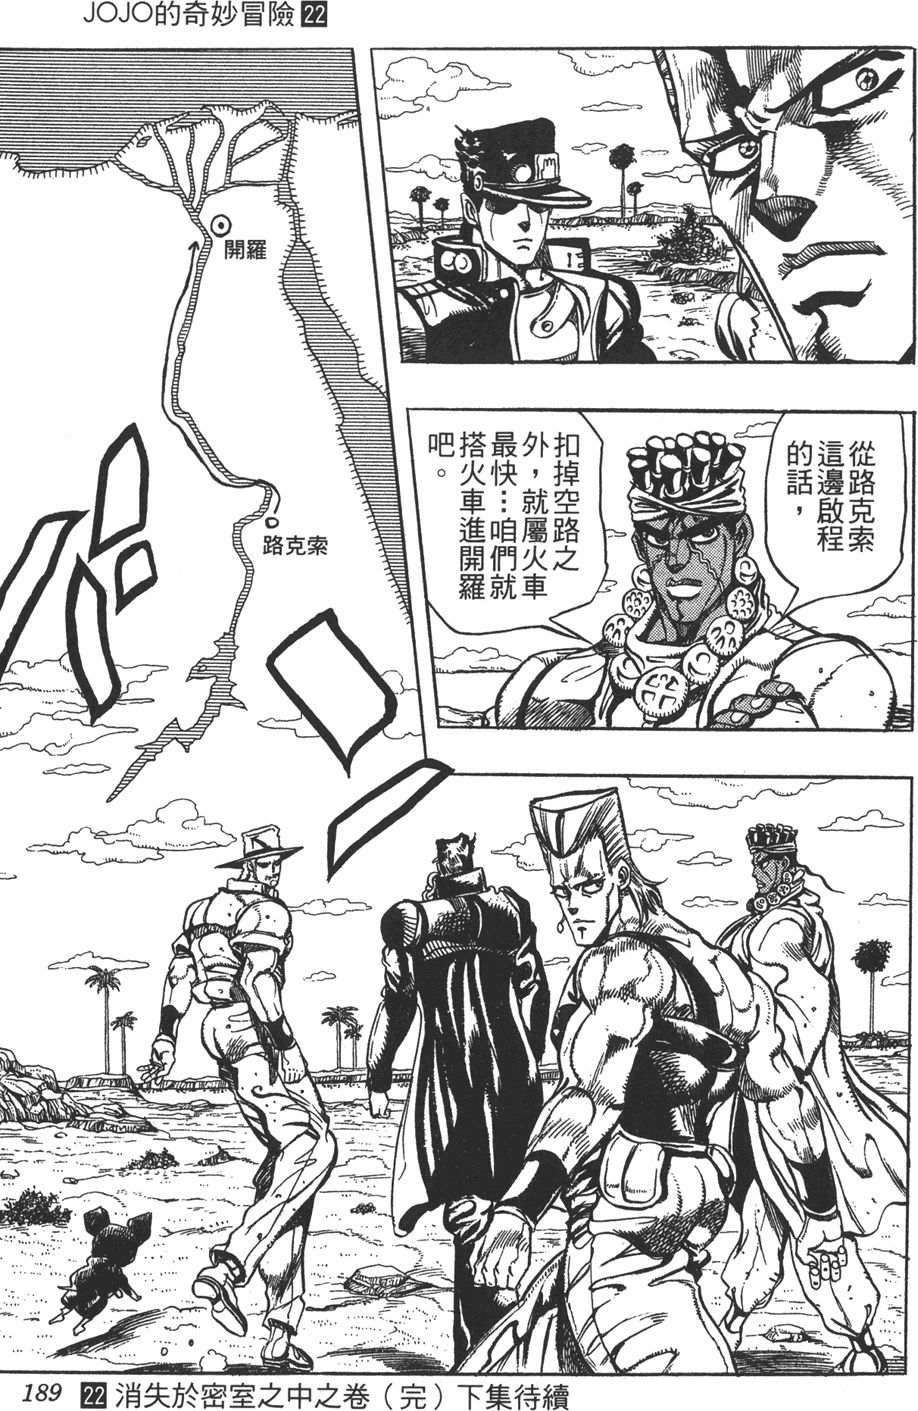 JOJO的奇妙冒險22
從路克索
這邊啟程
的話，
扣掉空路之
外，就屬火車
最快…咱們就
搭火車進開羅
吧。
開羅
路克索
189 22 消失於密室之中之卷（完）下集待續